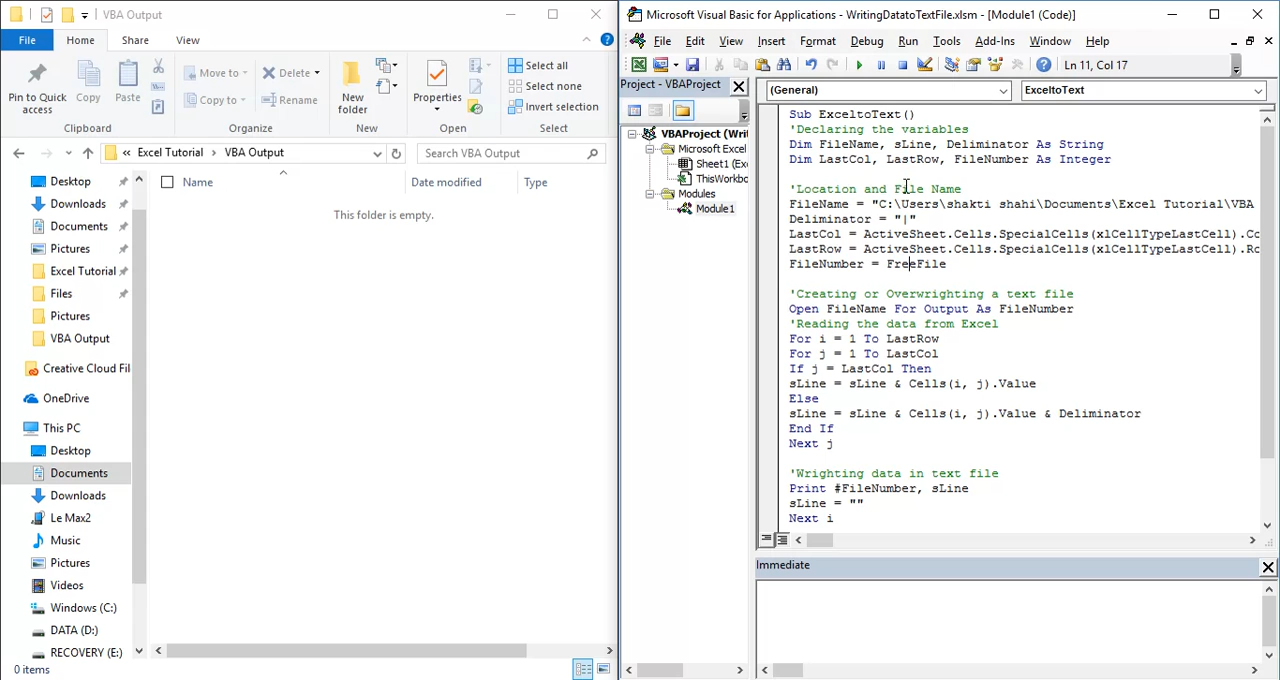 VBA Output
File Home Share View
Pin to Quick access
Copy
Paste
Move to
Copy to
Delete
Rename
New folder
Properties
Select all
Select none
Invert selection
Clipboard
Organize
New
Open
Select
« Excel Tutorial > VBA Output
Search VBA Output
Name
Date modified
Type
This folder is empty.
Desktop
Downloads
Documents
Pictures
Excel Tutorial
Files
Pictures
VBA Output
Creative Cloud Fil
OneDrive
This PC
Desktop
Documents
Downloads
Le Max2
Music
Pictures
Videos
Windows (C:)
DATA (D:)
RECOVERY (E:)
0 items
Microsoft Visual Basic for Applications - WritingDatatoTextFile.xlsm - [Module1 (Code)]
File Edit View Insert Format Debug Run Tools Add-Ins Window Help
Ln 11, Col 17
Project - VBAProject
VBAProject (Wri
Microsoft Excel
Sheet1 (Ex
ThisWorkbo
Modules
Module1
(General)
ExceltoText
Sub ExceltoText()
'Declaring the variables
Dim FileName, sLine, Deliminator As String
Dim LastCol, LastRow, FileNumber As Integer
'Location and File Name
FileName = "C:\Users\shakti shahi\Documents\Excel Tutorial\VBA
Deliminator = "|"
LastCol = ActiveSheet.Cells.SpecialCells(xlCellTypeLastCell).Co
LastRow = ActiveSheet.Cells.SpecialCells(xlCellTypeLastCell).Ro
FileNumber = FreeFile
'Creating or Overwrighting a text file
Open FileName For Output As FileNumber
'Reading the data from Excel
For i = 1 To LastRow
For j = 1 To LastCol
If j = LastCol Then
sLine = sLine & Cells(i, j).Value
Else
sLine = sLine & Cells(i, j).Value & Deliminator
End If
Next j
'Wrighting data in text file
Print #FileNumber, sLine
sLine = ""
Next i
Immediate